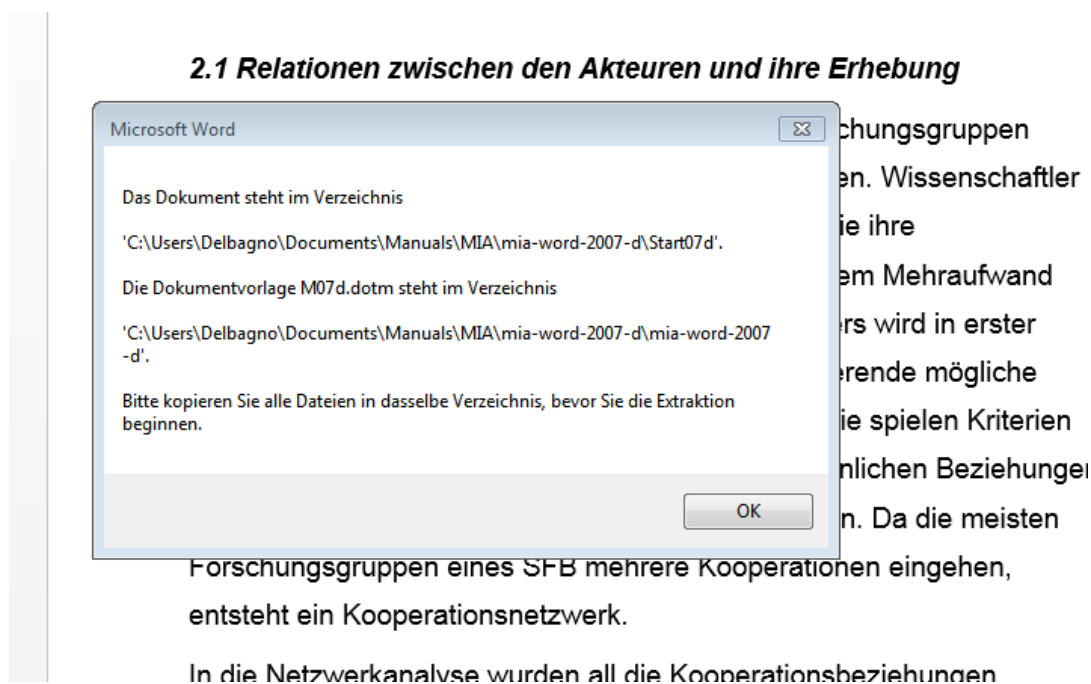 2.1 Relationen zwischen den Akteuren und ihre Erhebung
Microsoft Word
Das Dokument steht im Verzeichnis
'C:\Users\Delbagno\Documents\Manuals\MIA\mia-word-2007-d\Start07d'.
Die Dokumentvorlage M07d.dotm steht im Verzeichnis
'C:\Users\Delbagno\Documents\Manuals\MIA\mia-word-2007-d\mia-word-2007
-d'.
Bitte kopieren Sie alle Dateien in dasselbe Verzeichnis, bevor Sie die Extraktion
beginnen.
OK
chungsgruppen
en. Wissenschaftler
ie ihre
em Mehraufwand
rs wird in erster
erende mögliche
ie spielen Kriterien
nlichen Beziehungen
n. Da die meisten
Forschungsgruppen eines SFB mehrere Kooperationen eingehen,
entsteht ein Kooperationsnetzwerk.
In die Netzwerkanalyse wurden all die Kooperationsbeziehungen